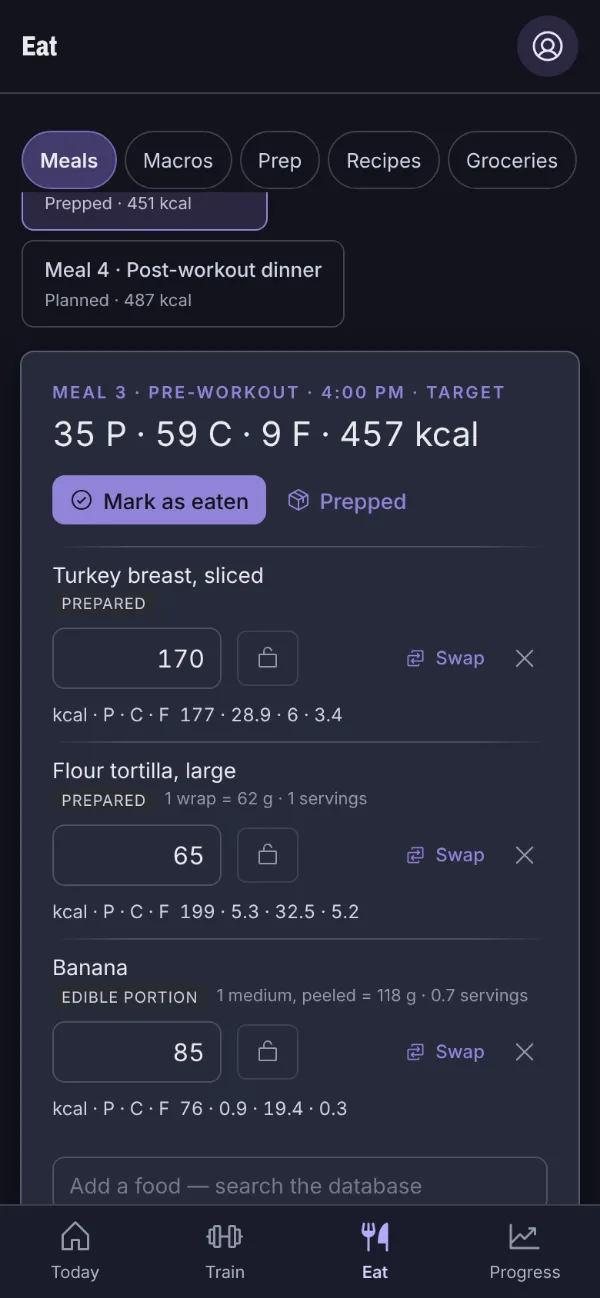 Eat
Meals
Macros
Prep
Recipes
Groceries
Prepped · 451 kcal
Meal 4 · Post-workout dinner
Planned · 487 kcal
MEAL 3 · PRE-WORKOUT · 4:00 PM · TARGET
35 P · 59 C · 9 F · 457 kcal
Mark as eaten
Prepped
Turkey breast, sliced
PREPARED
170
Swap
kcal · P · C · F 177 · 28.9 · 6 · 3.4
Flour tortilla, large
PREPARED 1 wrap = 62 g · 1 servings
65
Swap
kcal · P · C · F 199 · 5.3 · 32.5 · 5.2
Banana
EDIBLE PORTION 1 medium, peeled = 118 g · 0.7 servings
85
Swap
kcal · P · C · F 76 · 0.9 · 19.4 · 0.3
Add a food — search the database
Today
Train
Eat
Progress